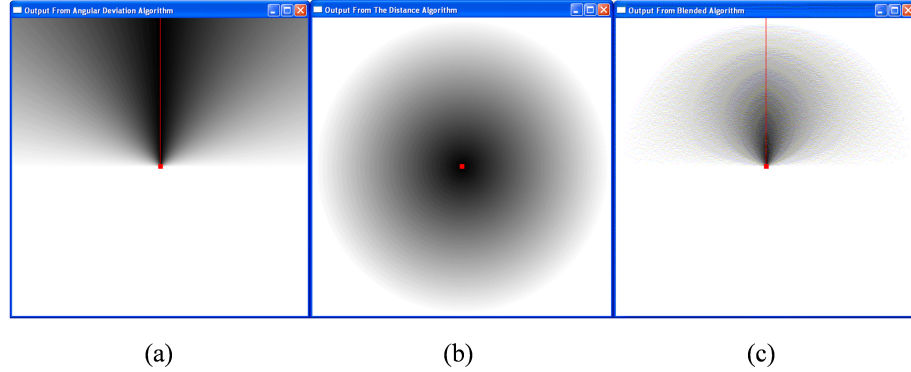 Output From Angular Deviation Algorithm
Output From The Distance Algorithm
Output From Blended Algorithm
(a)
(b)
(c)